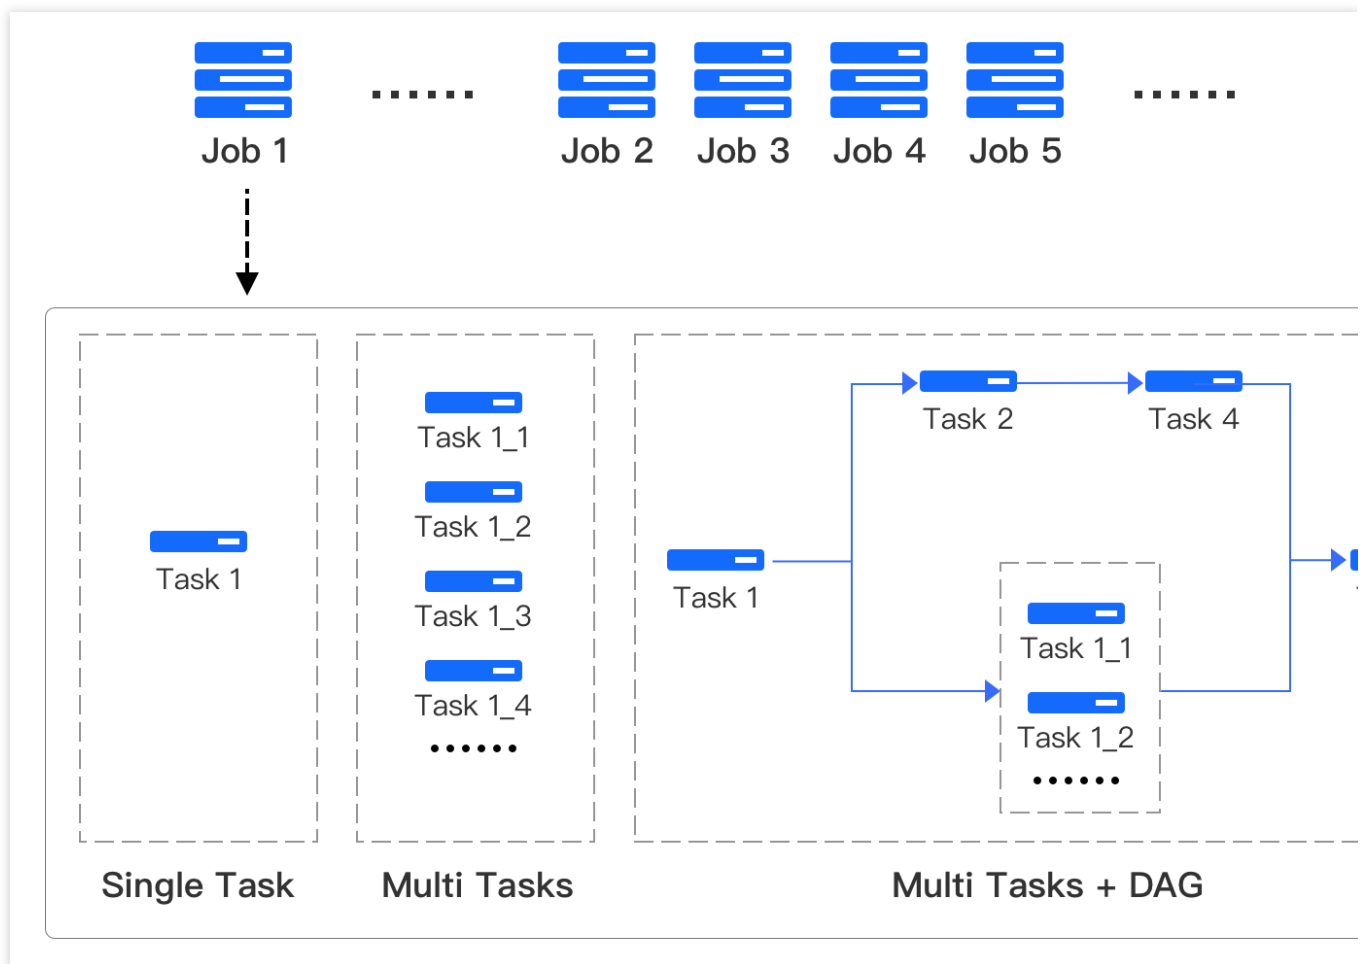 Job 1
Job 2
Job 3
Job 4
Job 5
Task 1
Single Task
Task 1_1
Task 1_2
Task 1_3
Task 1_4
Multi Tasks
Task 1
Task 2
Task 4
Task 1_1
Task 1_2
Multi Tasks + DAG